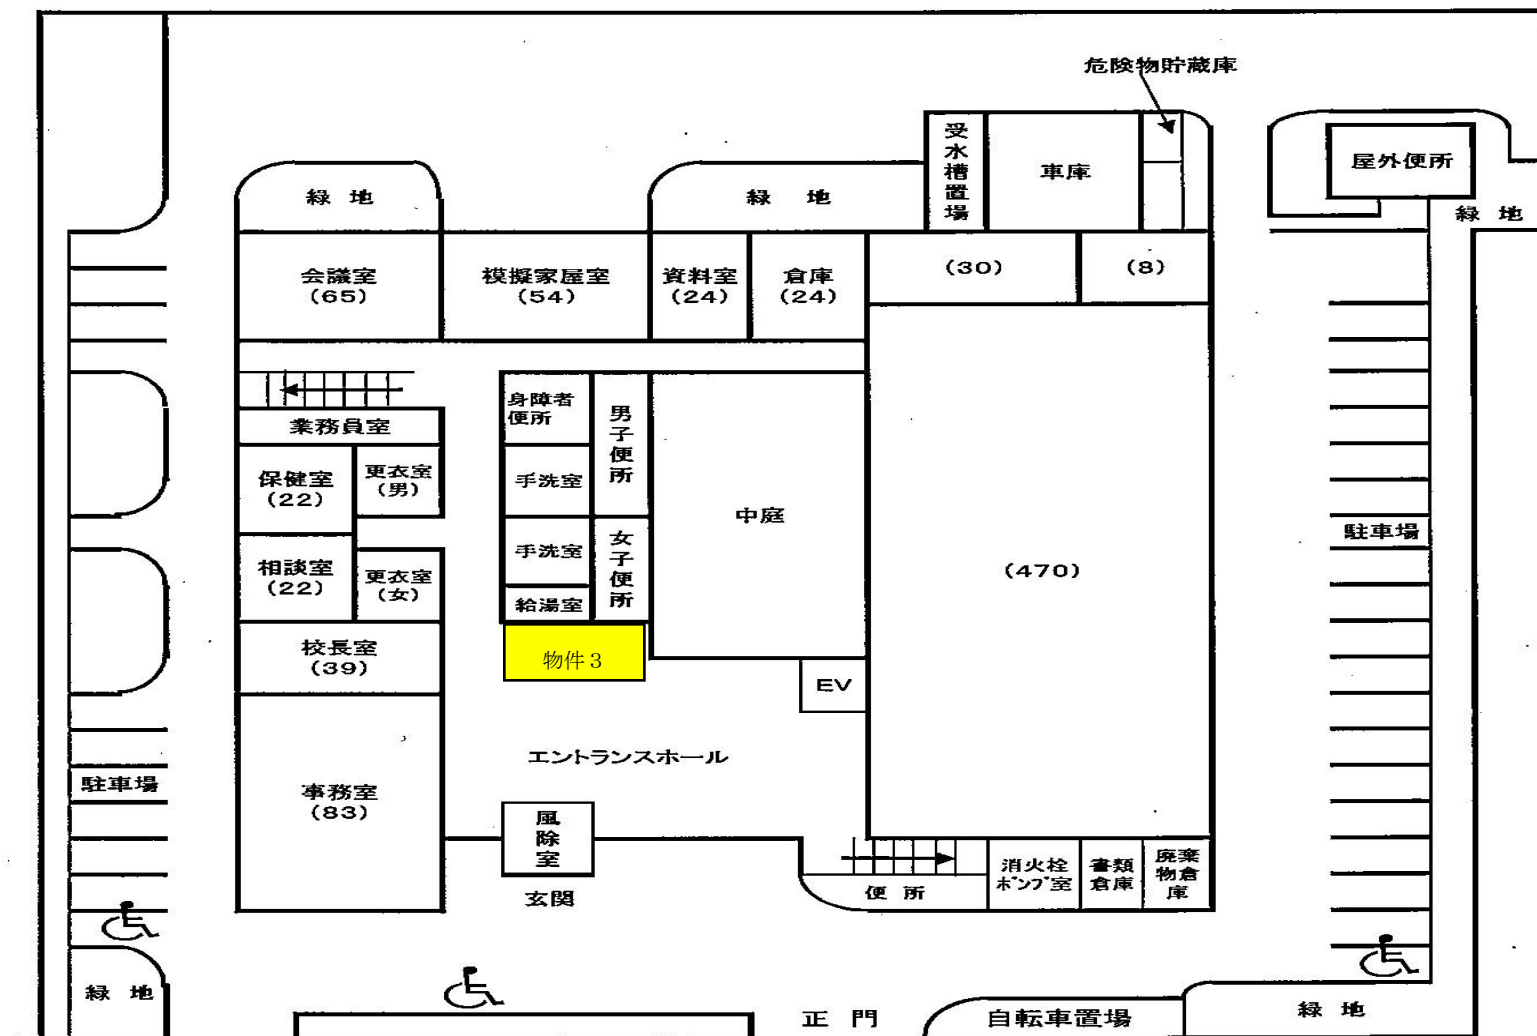 危険物貯蔵庫
受水槽置場
車庫
屋外便所
緑 地
緑 地
緑 地
会議室
(65)
模擬家屋室
(54)
資料室
(24)
倉庫
(24)
(30)
(8)
身障者
便所
男子便所
業務員室
保健室
(22)
更衣室
(男)
手洗室
中庭
駐車場
手洗室
女子便所
相談室
(22)
更衣室
(女)
給湯室
(470)
校長室
(39)
物件３
EV
エントランスホール
駐車場
事務室
(83)
風除室
玄関
便 所
消火栓
ポンプ室
書類
倉庫
廃棄
物倉
庫
緑 地
正 門
自転車置場
緑 地